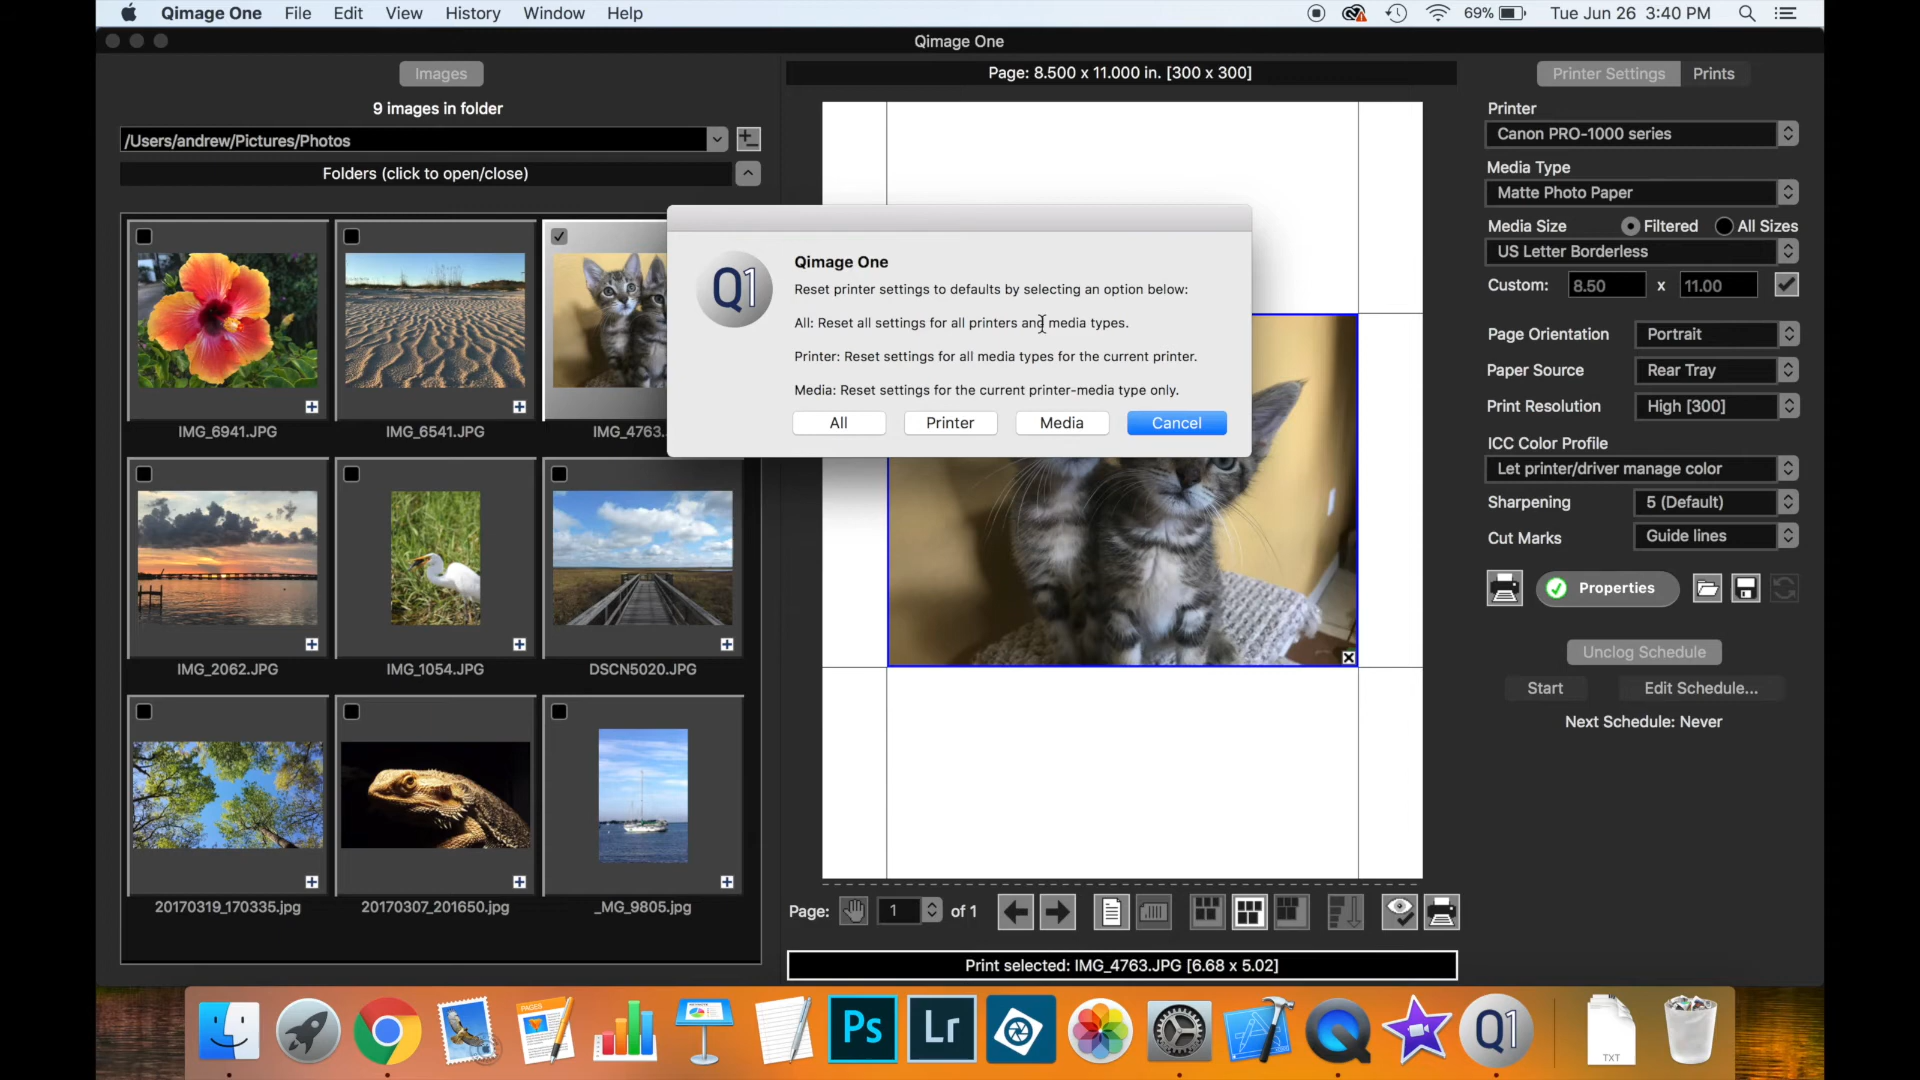 Qimage One File Edit View History Window Help
69% Tue Jun 26 3:40 PM
Qimage One
Images
9 images in folder
/Users/andrew/Pictures/Photos
Folders (click to open/close)
IMG_6941.JPG
IMG_6541.JPG
IMG_4763.
IMG_2062.JPG
IMG_1054.JPG
DSCN5020.JPG
20170319_170335.jpg
20170307_201650.jpg
_MG_9805.jpg
Page: 8.500 x 11.000 in. [300 x 300]
Q1
Qimage One
Reset printer settings to defaults by selecting an option below:
All: Reset all settings for all printers and media types.
Printer: Reset settings for all media types for the current printer.
Media: Reset settings for the current printer-media type only.
All Printer Media Cancel
Page: 1 of 1
Print selected: IMG_4763.JPG [6.68 x 5.02]
Printer Settings Prints
Printer
Canon PRO-1000 series
Media Type
Matte Photo Paper
Media Size Filtered All Sizes
US Letter Borderless
Custom: 8.50 x 11.00
Page Orientation Portrait
Paper Source Rear Tray
Print Resolution High [300]
ICC Color Profile
Let printer/driver manage color
Sharpening 5 (Default)
Cut Marks Guide lines
Properties
Unclog Schedule
Start Edit Schedule...
Next Schedule: Never
PAGES
Ps
Lr
Q1
TXT